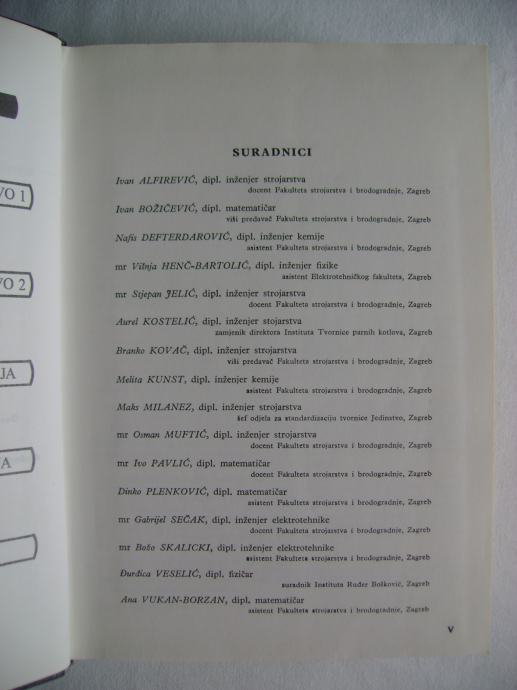 VO 1
VO 2
JA
A
SURADNICI
Ivan ALFIREVIĆ, dipl. inženjer strojarstva
docent Fakulteta strojarstva i brodogradnje, Zagreb
Ivan BOŽIČEVIĆ, dipl. matematičar
viši predavač Fakulteta strojarstva i brodogradnje, Zagreb
Nafis DEFTERDAROVIĆ, dipl. inženjer kemije
asistent Fakulteta strojarstva i brodogradnje, Zagreb
mr Višnja HENČ-BARTOLIĆ, dipl. inženjer fizike
asistent Elektrotehničkog fakulteta, Zagreb
mr Stjepan JELIĆ, dipl. inženjer strojarstva
docent Fakulteta strojarstva i brodogradnje, Zagreb
Aurel KOSTELIĆ, dipl. inženjer stojarstva
zamjenik direktora Instituta Tvornice parnih kotlova, Zagreb
Branko KOVAČ, dipl. inženjer strojarstva
viši predavač Fakulteta strojarstva i brodogradnje, Zagreb
Melita KUNST, dipl. inženjer kemije
asistent Fakulteta strojarstva i brodogradnje, Zagreb
Maks MILANEZ, dipl. inženjer strojarstva
šef odjela za standardizaciju tvornice Jedinstvo, Zagreb
mr Osman MUFTIĆ, dipl. inženjer strojarstva
docent Fakulteta strojarstva i brodogradnje, Zagreb
mr Ivo PAVLIĆ, dipl. matematičar
docent Fakulteta strojarstva i brodogradnje, Zagreb
Dinko PLENKOVIĆ, dipl. matematičar
asistent Fakulteta strojarstva i brodogradnje, Zagreb
mr Gabrijel SEČAK, dipl. inženjer elektrotehnike
docent Fakulteta strojarstva i brodogradnje, Zagreb
mr Božo SKALICKI, dipl. inženjer elektrotehnike
asistent Fakulteta strojarstva i brodogradnje, Zagreb
Đurđica VESELIĆ, dipl. fizičar
suradnik Instituta Ruđer Bošković, Zagreb
Ana VUKAN-BORZAN, dipl. matematičar
asistent Fakulteta strojarstva i brodogradnje, Zagreb
V